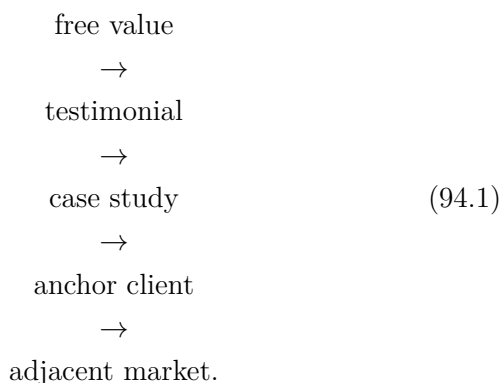 free value
→
testimonial
→
case study (94.1)
→
anchor client
→
adjacent market.